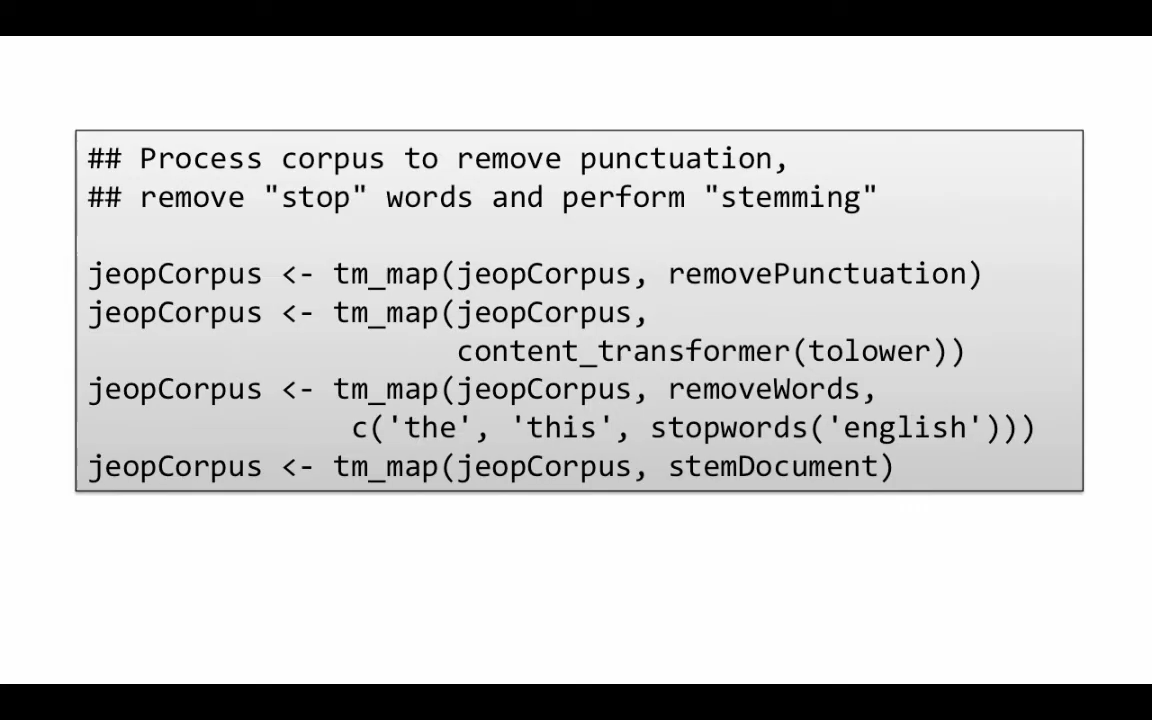 ## Process corpus to remove punctuation,
## remove "stop" words and perform "stemming"
jeopCorpus <- tm_map(jeopCorpus, removePunctuation)
jeopCorpus <- tm_map(jeopCorpus,
content_transformer(tolower))
jeopCorpus <- tm_map(jeopCorpus, removeWords,
c('the', 'this', stopwords('english')))
jeopCorpus <- tm_map(jeopCorpus, stemDocument)